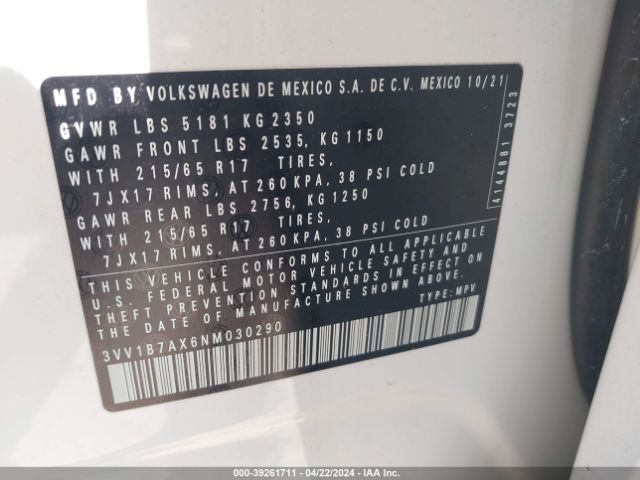 MFD BY VOLKSWAGEN DE MEXICO S.A. DE C.V. MEXICO 10/21
GVWR LBS 5181 KG 2350
GAWR FRONT LBS 2535, KG 1150
WITH 215/65 R17 TIRES,
7JX17 RIMS, AT 260 KPA, 38 PSI COLD
GAWR REAR LBS 2756, KG 1250
WITH 215/65 R17 TIRES,
7JX17 RIMS, AT 260 KPA, 38 PSI COLD
THIS VEHICLE CONFORMS TO ALL APPLICABLE
U.S. FEDERAL MOTOR VEHICLE SAFETY AND
THEFT PREVENTION STANDARDS IN EFFECT ON
THE DATE OF MANUFACTURE SHOWN ABOVE.
3VV1B7AX6NM030290 TYPE: MPV
4144881 3723
000-39261711 - 04/22/2024 - IAA Inc.